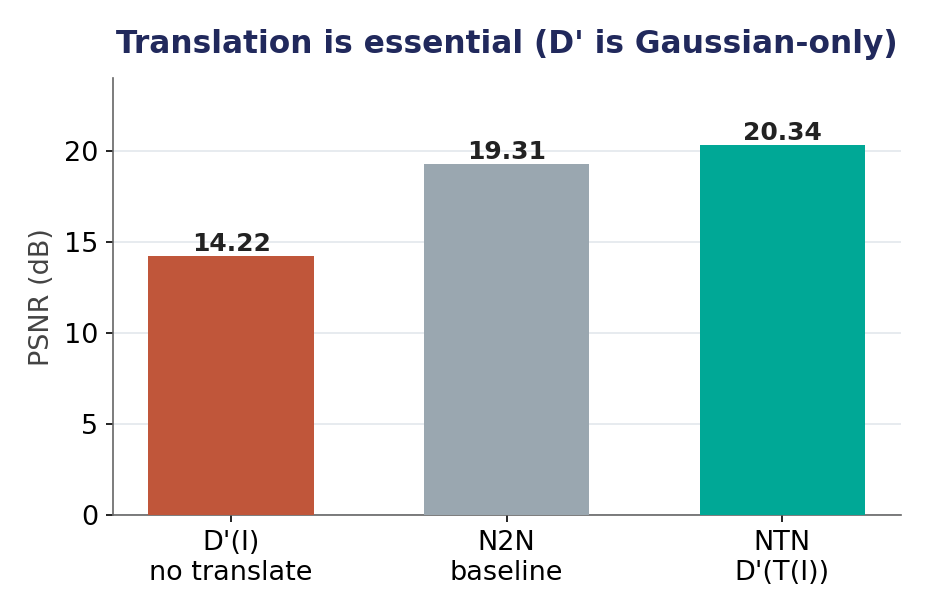 Translation is essential (D' is Gaussian-only)
PSNR (dB)
20
15
10
5
0
14.22
19.31
20.34
D'(I)
no translate
N2N
baseline
NTN
D'(T(I))